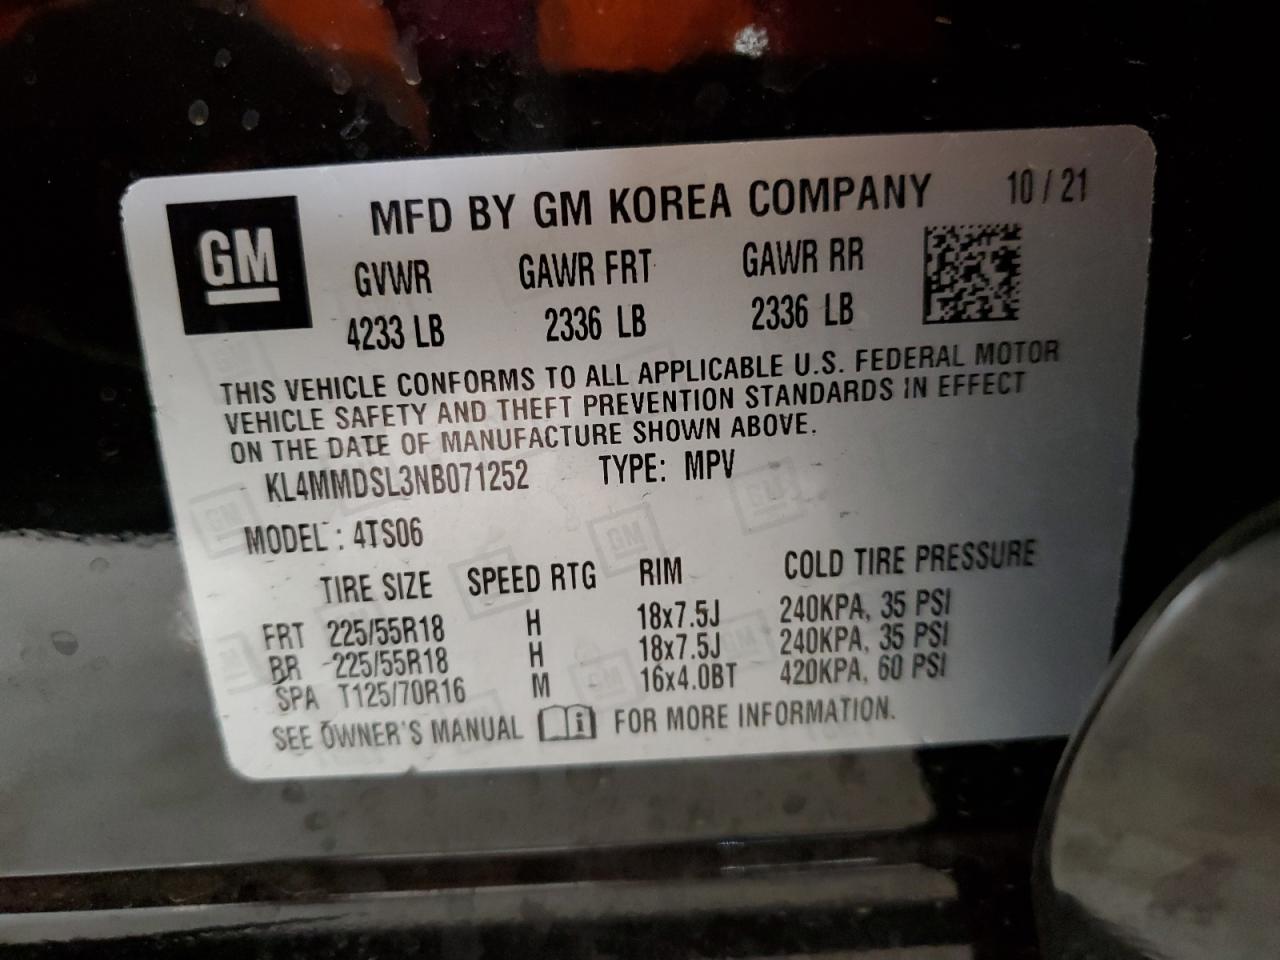 GM
MFD BY GM KOREA COMPANY 10 / 21
GVWR GAWR FRT GAWR RR
4233 LB 2336 LB 2336 LB
THIS VEHICLE CONFORMS TO ALL APPLICABLE U.S. FEDERAL MOTOR
VEHICLE SAFETY AND THEFT PREVENTION STANDARDS IN EFFECT
ON THE DATE OF MANUFACTURE SHOWN ABOVE.
KL4MMDSL3NB071252 TYPE: MPV
MODEL : 4TS06
TIRE SIZE SPEED RTG RIM COLD TIRE PRESSURE
FRT 225/55R18 H 18x7.5J 240KPA, 35 PSI
RR 225/55R18 H 18x7.5J 240KPA, 35 PSI
SPA T125/70R16 M 16x4.0BT 420KPA, 60 PSI
SEE OWNER'S MANUAL i FOR MORE INFORMATION.